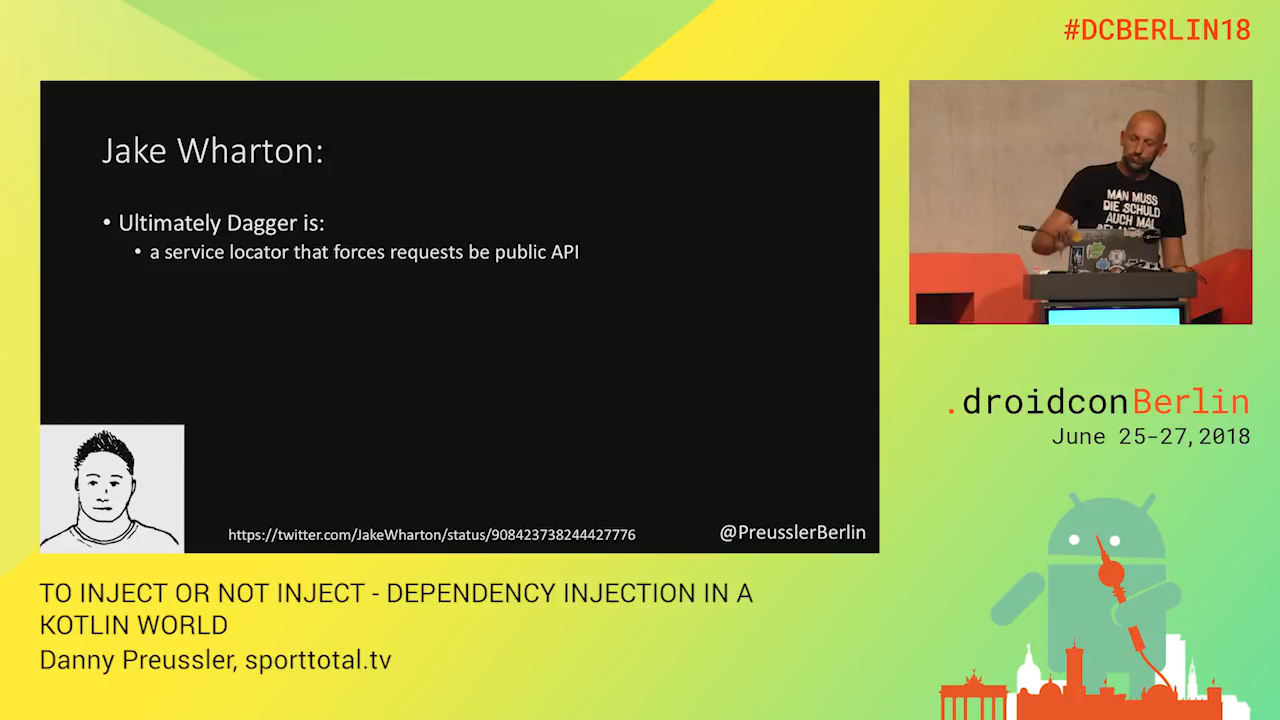 #DCBERLIN18
Jake Wharton:
• Ultimately Dagger is:
• a service locator that forces requests be public API
https://twitter.com/JakeWharton/status/908423738244427776
@PreusslerBerlin
MAN MUSS
DIE SCHULD
AUCH MAL
.droidconBerlin
June 25-27,2018
TO INJECT OR NOT INJECT - DEPENDENCY INJECTION IN A
KOTLIN WORLD
Danny Preussler, sporttotal.tv